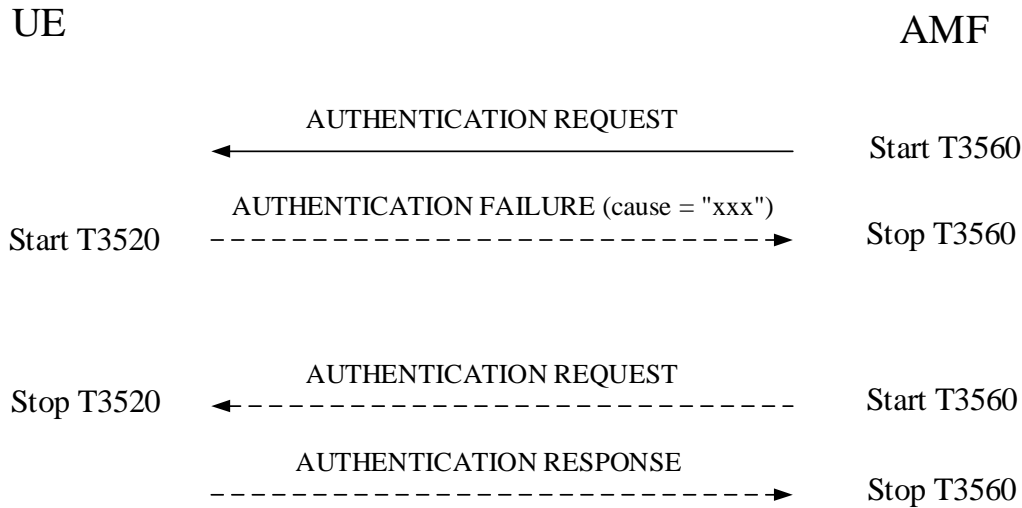 UE
AMF
AUTHENTICATION REQUEST
Start T3560
AUTHENTICATION FAILURE (cause = "xxx")
Start T3520
Stop T3560
AUTHENTICATION REQUEST
Stop T3520
Start T3560
AUTHENTICATION RESPONSE
Stop T3560